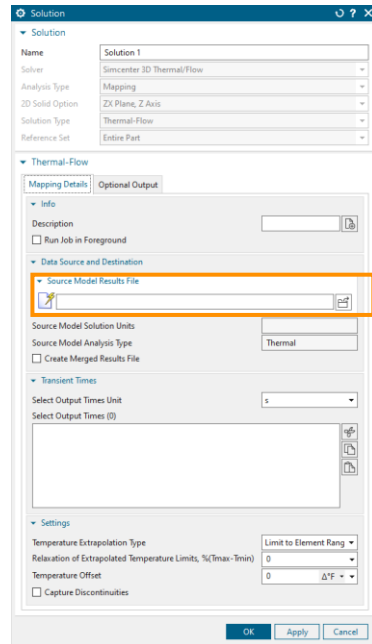 Solution
Solution
Name Solution 1
Solver Simcenter 3D Thermal/Flow
Analysis Type Mapping
2D Solid Option ZX Plane, Z Axis
Solution Type Thermal-Flow
Reference Set Entire Part
Thermal-Flow
Mapping Details Optional Output
Info
Description
Run Job in Foreground
Data Source and Destination
Source Model Results File
Source Model Solution Units
Source Model Analysis Type Thermal
Create Merged Results File
Transient Times
Select Output Times Unit s
Select Output Times (0)
Settings
Temperature Extrapolation Type Limit to Element Rang
Relaxation of Extrapolated Temperature Limits, %(Tmax-Tmin) 0
Temperature Offset 0 Δ°F
Capture Discontinuities
OK Apply Cancel